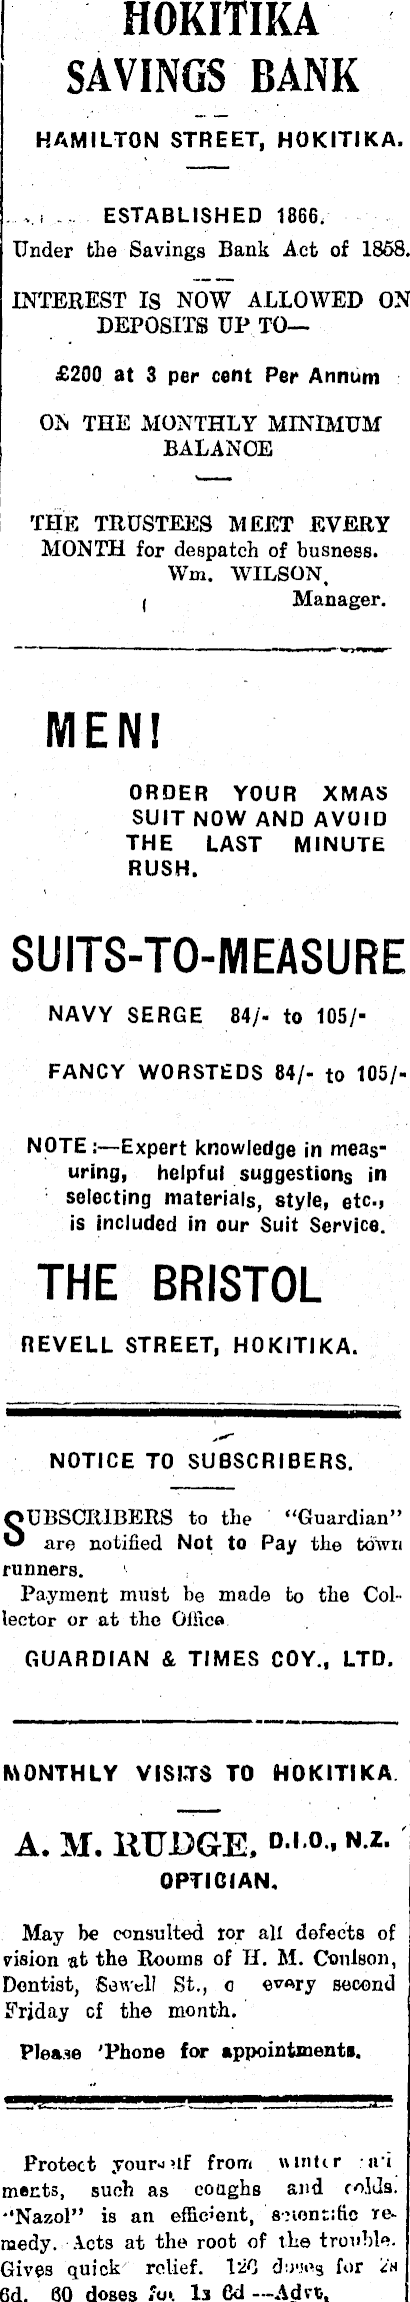 HOKITIKA
SAVINGS BANK
HAMILTON STREET, HOKITIKA.
ESTABLISHED 1866.
Under the Savings Bank Act of 1858.
INTEREST IS NOW ALLOWED ON
DEPOSITS UP TO—
£200 at 3 per cent Per Annum
ON THE MONTHLY MINIMUM
BALANCE
THE TRUSTEES MEET EVERY
MONTH for despatch of busness.
Wm. WILSON,
Manager.
MEN!
ORDER YOUR XMAS
SUIT NOW AND AVOID
THE LAST MINUTE
RUSH.
SUITS-TO-MEASURE
NAVY SERGE 84/- to 105/-
FANCY WORSTEDS 84/- to 105/-
NOTE:—Expert knowledge in meas-
uring, helpful suggestions in
selecting materials, style, etc.,
is included in our Suit Service.
THE BRISTOL
REVELL STREET, HOKITIKA.
NOTICE TO SUBSCRIBERS.
SUBSCRIBERS to the "Guardian"
are notified Not to Pay the town
runners.
Payment must be made to the Col-
lector or at the Office
GUARDIAN & TIMES COY., LTD.
MONTHLY VISITS TO HOKITIKA.
A. M. RUDGE, D.I.O., N.Z.
OPTICIAN.
May be consulted for all defects of
vision at the Rooms of H. M. Coulson,
Dentist, Sewell St., o every second
Friday of the month.
Please 'Phone for appointments.
Protect yourself from winter ail
ments, such as coughs and colds.
"Nazol" is an efficient, scientific re-
medy. Acts at the root of the trouble.
Gives quick relief. 120 doses for 2s
6d. 60 doses for 1s 6d —Advt,